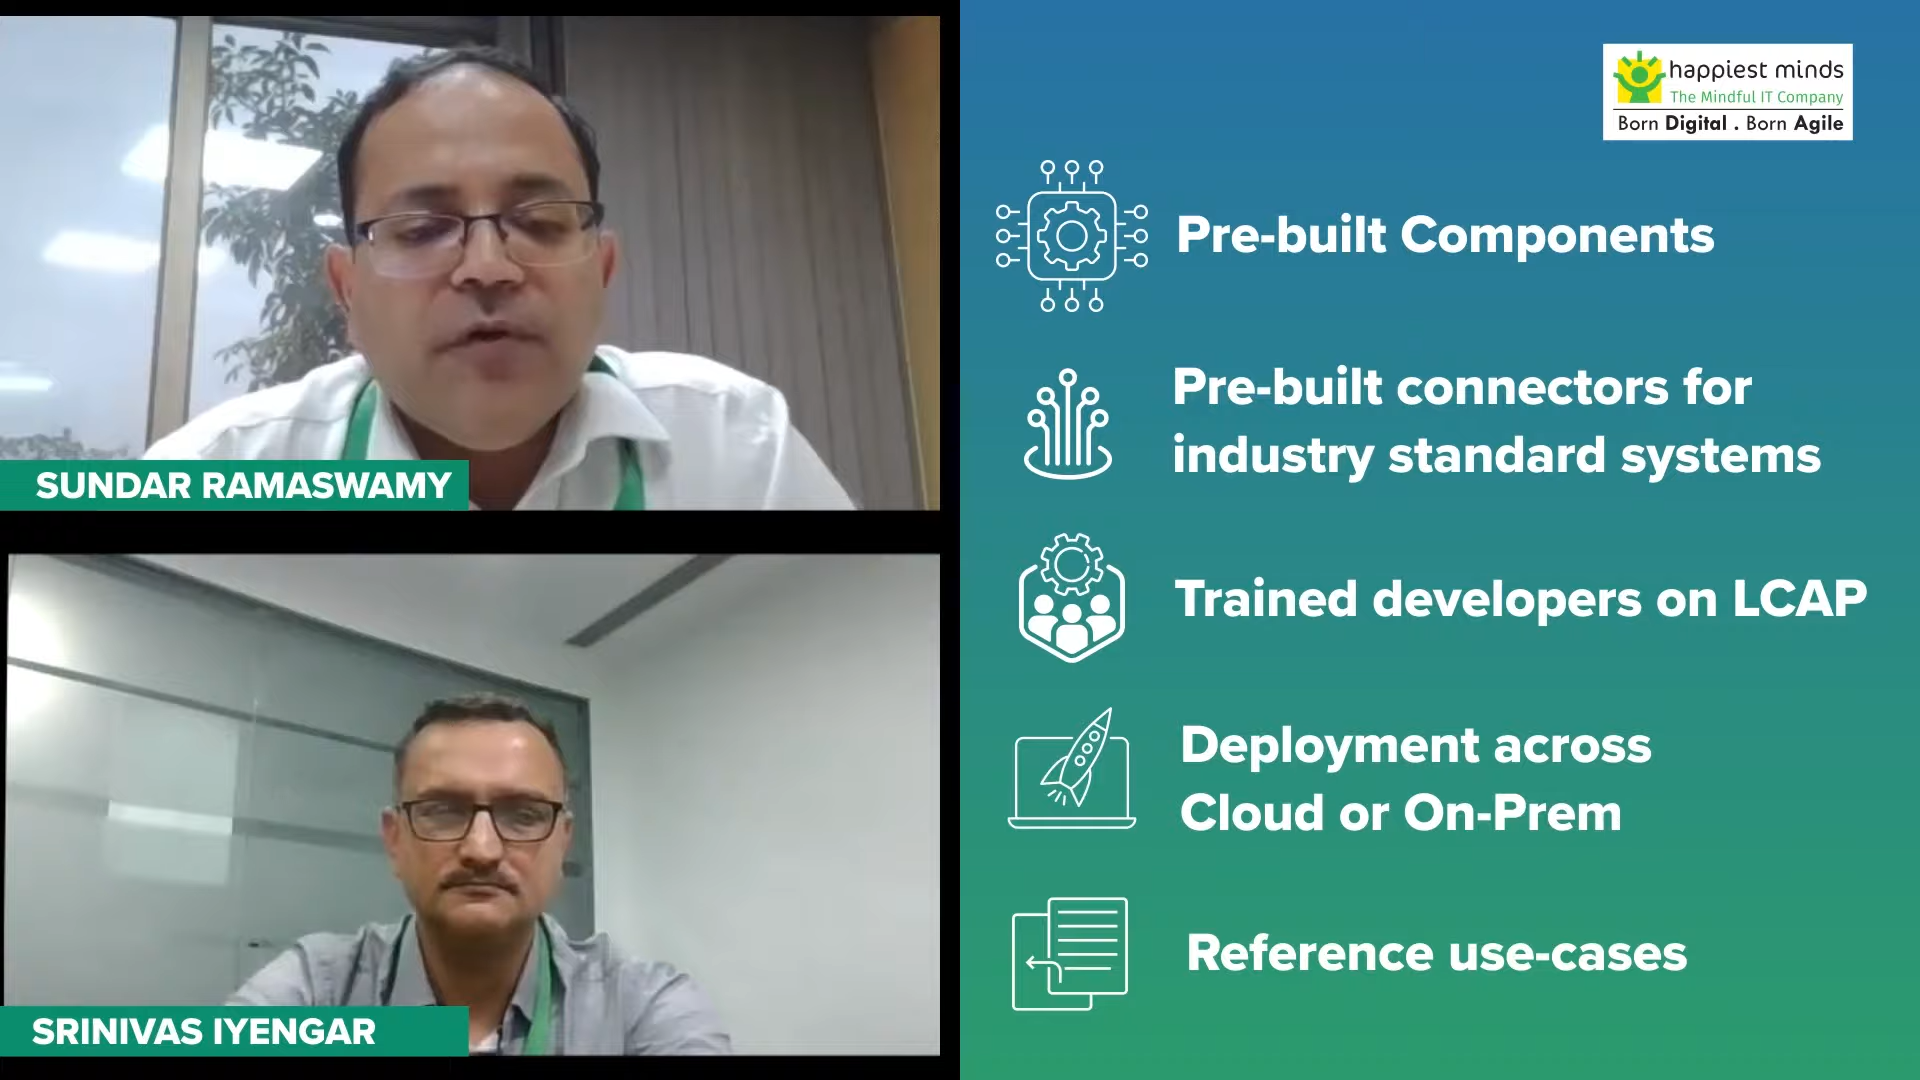 happiest minds
The Mindful IT Company
Born Digital . Born Agile
Pre-built Components
Pre-built connectors for
industry standard systems
Trained developers on LCAP
Deployment across
Cloud or On-Prem
Reference use-cases
SUNDAR RAMASWAMY
SRINIVAS IYENGAR